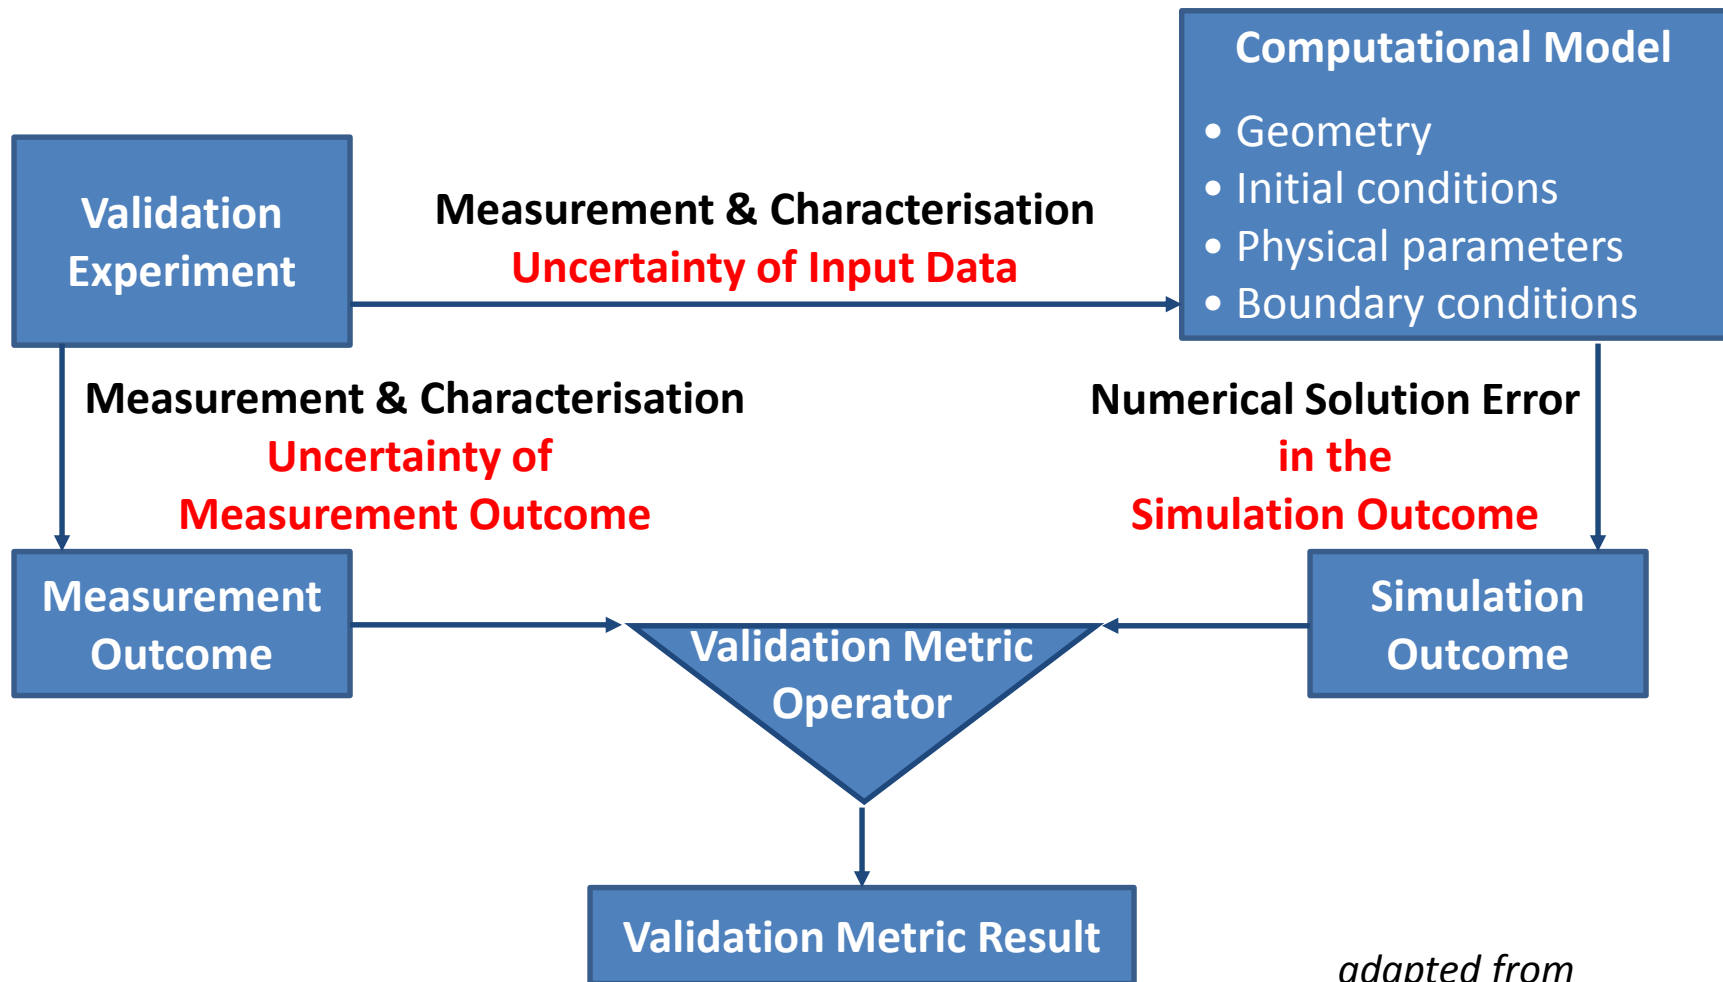 Computational Model
• Geometry
• Initial conditions
• Physical parameters
• Boundary conditions
Validation
Experiment
Measurement & Characterisation
Uncertainty of Input Data
Measurement & Characterisation
Uncertainty of
Measurement Outcome
Numerical Solution Error
in the
Simulation Outcome
Measurement
Outcome
Validation Metric
Operator
Simulation
Outcome
Validation Metric Result
adapted from